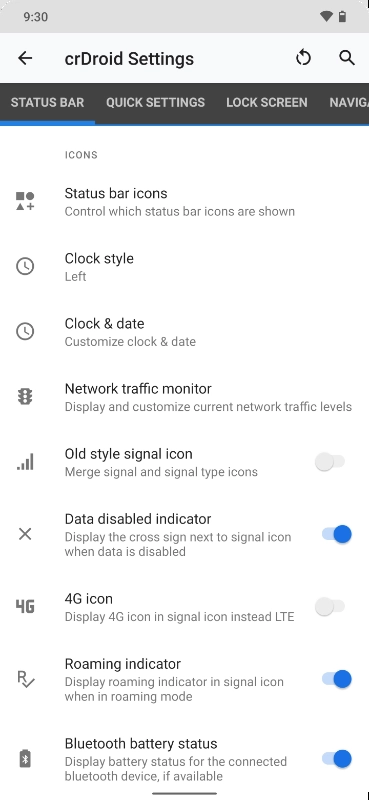 9:30
crDroid Settings
STATUS BAR QUICK SETTINGS LOCK SCREEN NAVIGA
ICONS
Status bar icons
Control which status bar icons are shown
Clock style
Left
Clock & date
Customize clock & date
Network traffic monitor
Display and customize current network traffic levels
Old style signal icon
Merge signal and signal type icons
Data disabled indicator
Display the cross sign next to signal icon
when data is disabled
4G 4G icon
Display 4G icon in signal icon instead LTE
R Roaming indicator
Display roaming indicator in signal icon
when in roaming mode
Bluetooth battery status
Display battery status for the connected
bluetooth device, if available